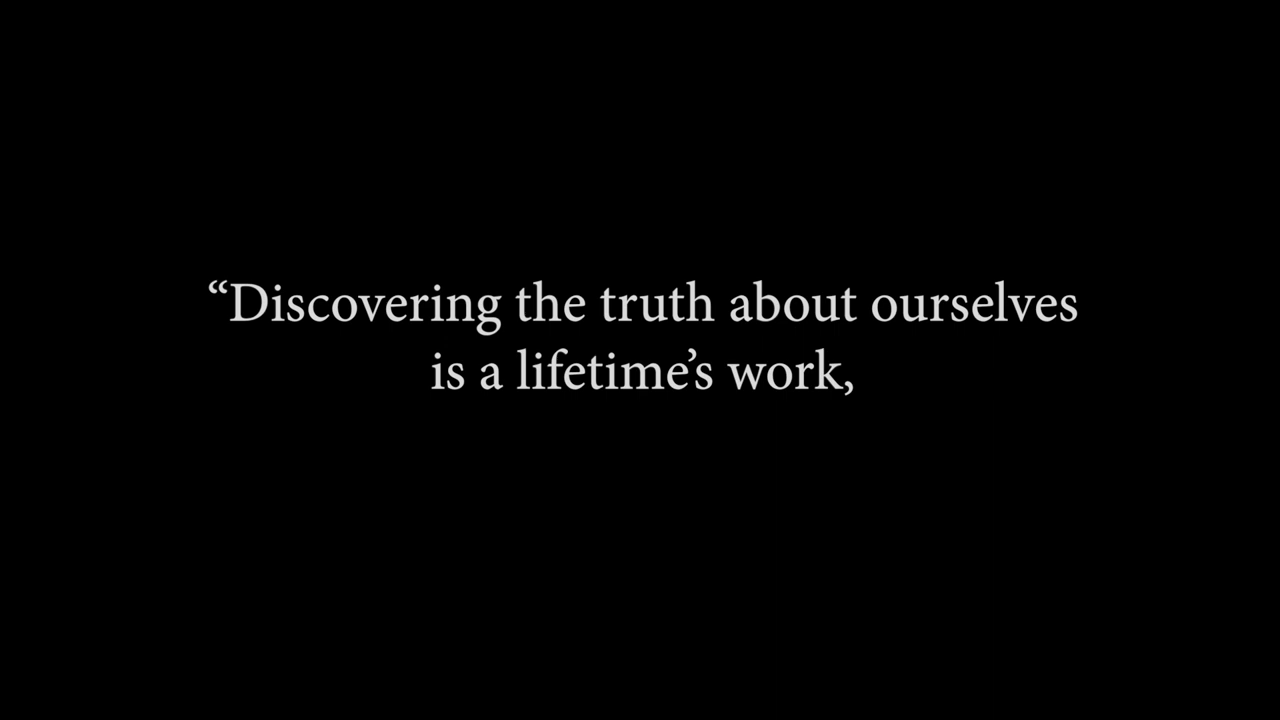 “Discovering the truth about ourselves
is a lifetime’s work,